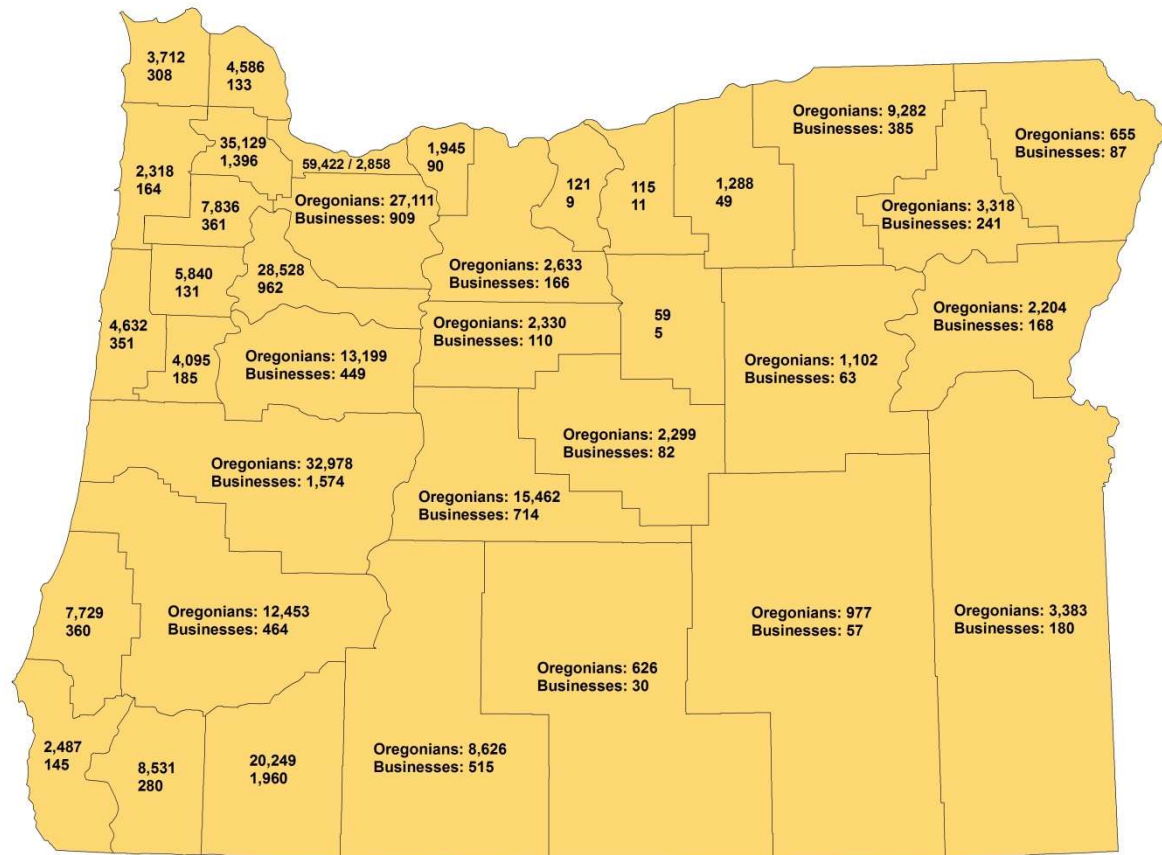 3,712
308
4,586
133
35,129
1,396
59,422 / 2,858
1,945
90
121
9
115
11
1,288
49
Oregonians: 9,282
Businesses: 385
Oregonians: 655
Businesses: 87
2,318
164
7,836
361
Oregonians: 27,111
Businesses: 909
Oregonians: 3,318
Businesses: 241
5,840
131
28,528
962
Oregonians: 2,633
Businesses: 166
4,632
351
4,095
185
Oregonians: 13,199
Businesses: 449
Oregonians: 2,330
Businesses: 110
59
5
Oregonians: 1,102
Businesses: 63
Oregonians: 2,204
Businesses: 168
Oregonians: 32,978
Businesses: 1,574
Oregonians: 2,299
Businesses: 82
Oregonians: 15,462
Businesses: 714
7,729
360
Oregonians: 12,453
Businesses: 464
Oregonians: 626
Businesses: 30
Oregonians: 977
Businesses: 57
Oregonians: 3,383
Businesses: 180
2,487
145
8,531
280
20,249
1,960
Oregonians: 8,626
Businesses: 515